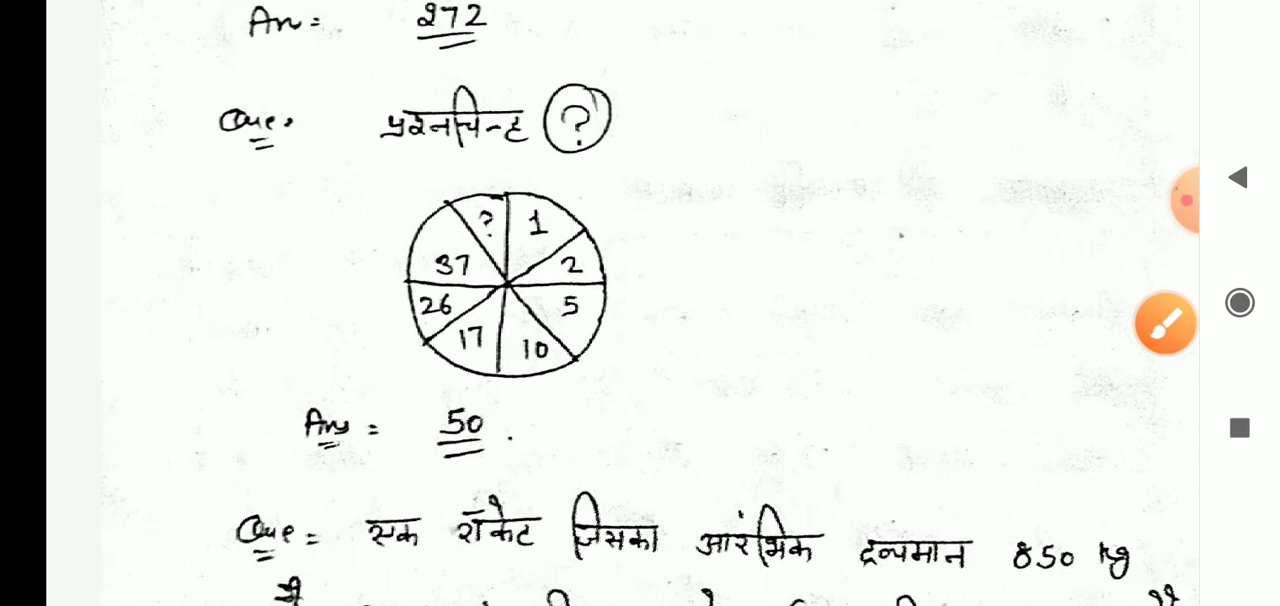 An = 272
Que. प्रश्नचिन्ह ?
? 1
37 2
26 5
17 10
Ans = 50.
Que = एक रॉकेट जिसका आरंभिक द्रव्यमान 850 kg